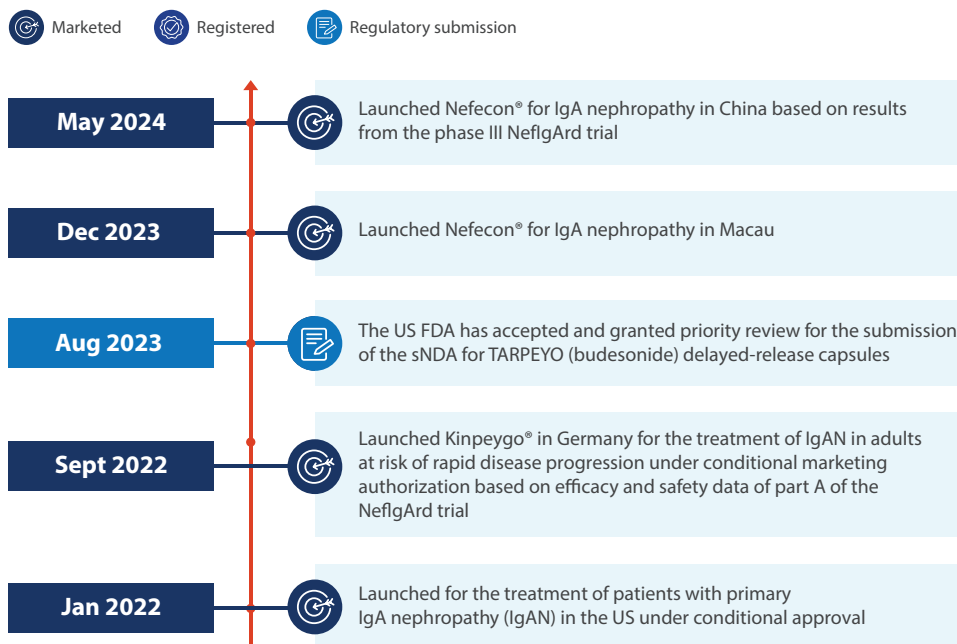 Marketed
Registered
Regulatory submission
May 2024
Launched Nefecon® for IgA nephropathy in China based on results
from the phase III NeflgArd trial
Dec 2023
Launched Nefecon® for IgA nephropathy in Macau
Aug 2023
The US FDA has accepted and granted priority review for the submission
of the sNDA for TARPEYO (budesonide) delayed-release capsules
Sept 2022
Launched Kinpeygo® in Germany for the treatment of IgAN in adults
at risk of rapid disease progression under conditional marketing
authorization based on efficacy and safety data of part A of the
NeflgArd trial
Jan 2022
Launched for the treatment of patients with primary
IgA nephropathy (IgAN) in the US under conditional approval